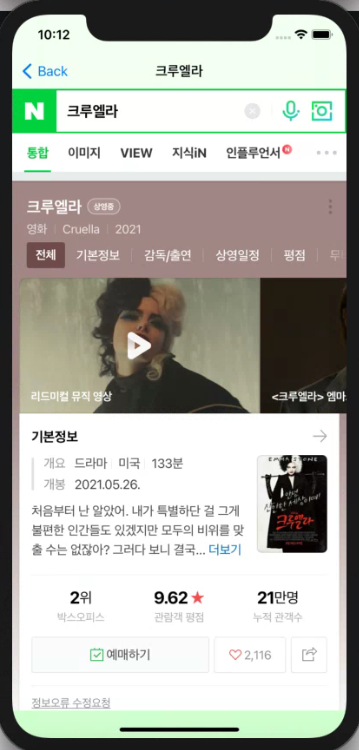 10:12
Back
크루엘라
N
크루엘라
통합
이미지
VIEW
지식iN
인플루언서 N
크루엘라 상영중
영화 Cruella 2021
전체
기본정보
감독/출연
상영일정
평점
리드미컬 뮤직 영상
<크루엘라> 엠마
기본정보
개요 드라마 미국 133분
개봉 2021.05.26.
처음부터 난 알았어. 내가 특별하단 걸 그게
불편한 인간들도 있겠지만 모두의 비위를 맞
출 수는 없잖아? 그러다 보니 결국... 더보기
크루엘라
2위
박스오피스
9.62
관람객 평점
21만명
누적 관객수
예매하기
2,116
정보오류 수정요청